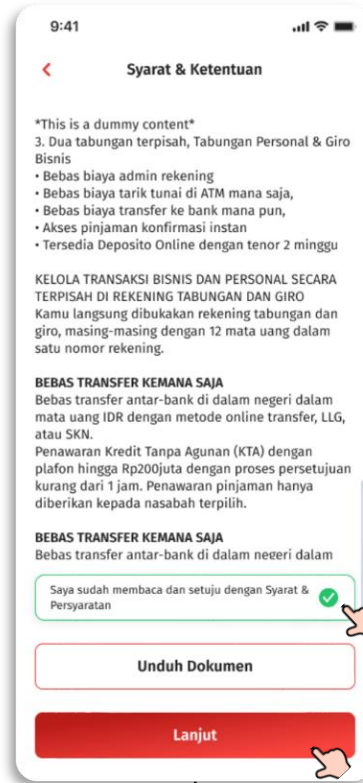 9:41
Syarat & Ketentuan
*This is a dummy content*
3. Dua tabungan terpisah, Tabungan Personal & Giro
Bisnis
• Bebas biaya admin rekening
• Bebas biaya tarik tunai di ATM mana saja,
• Bebas biaya transfer ke bank mana pun,
• Akses pinjaman konfirmasi instan
• Tersedia Deposito Online dengan tenor 2 minggu
KELOLA TRANSAKSI BISNIS DAN PERSONAL SECARA
TERPISAH DI REKENING TABUNGAN DAN GIRO
Kamu langsung dibukakan rekening tabungan dan
giro, masing-masing dengan 12 mata uang dalam
satu nomor rekening.
BEBAS TRANSFER KEMANA SAJA
Bebas transfer antar-bank di dalam negeri dalam
mata uang IDR dengan metode online transfer, LLG,
atau SKN.
Penawaran Kredit Tanpa Agunan (KTA) dengan
plafon hingga Rp200juta dengan proses persetujuan
kurang dari 1 jam. Penawaran pinjaman hanya
diberikan kepada nasabah terpilih.
BEBAS TRANSFER KEMANA SAJA
Bebas transfer antar-bank di dalam negeri dalam
Saya sudah membaca dan setuju dengan Syarat &
Persyaratan
Unduh Dokumen
Lanjut